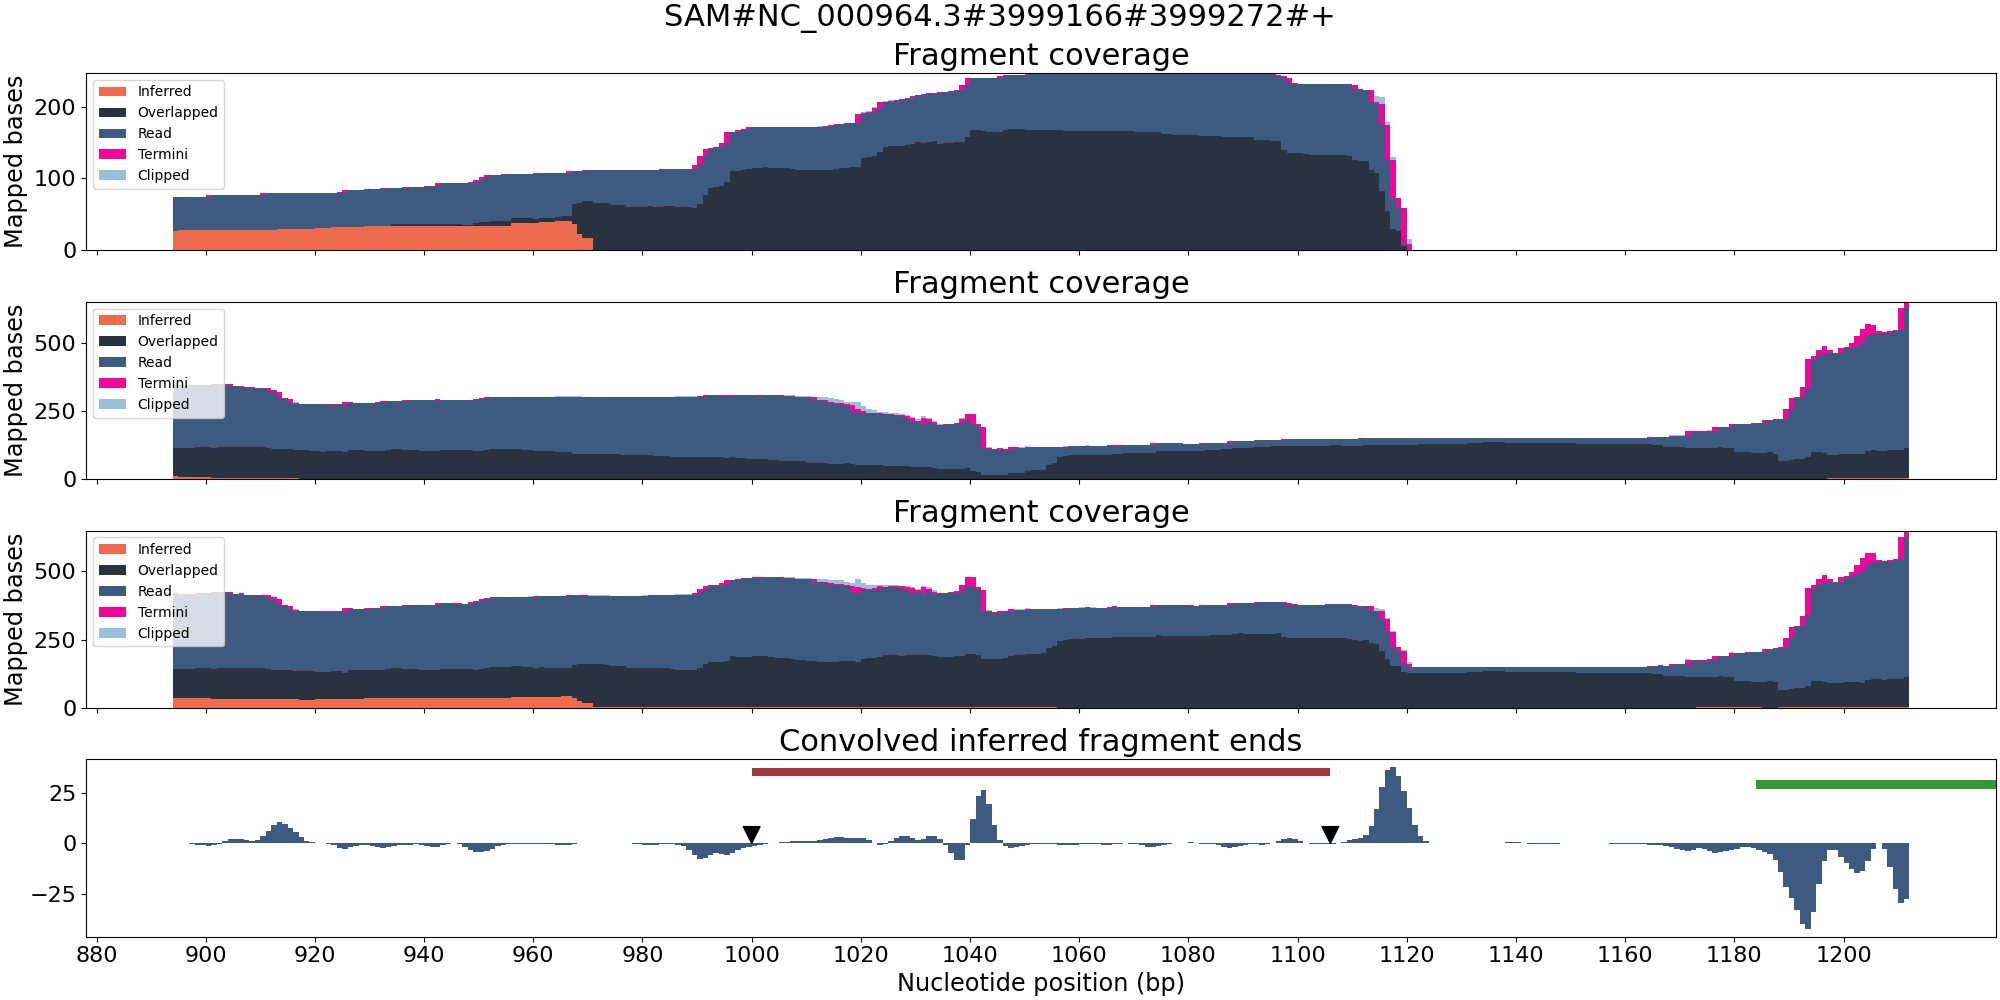 SAM#NC_000964.3#3999166#3999272#+
Fragment coverage
Mapped bases
200
100
0
Inferred
Overlapped
Read
Termini
Clipped
Fragment coverage
Mapped bases
500
250
0
Inferred
Overlapped
Read
Termini
Clipped
Fragment coverage
Mapped bases
500
250
0
Inferred
Overlapped
Read
Termini
Clipped
Convolved inferred fragment ends
25
0
−25
880 900 920 940 960 980 1000 1020 1040 1060 1080 1100 1120 1140 1160 1180 1200
Nucleotide position (bp)